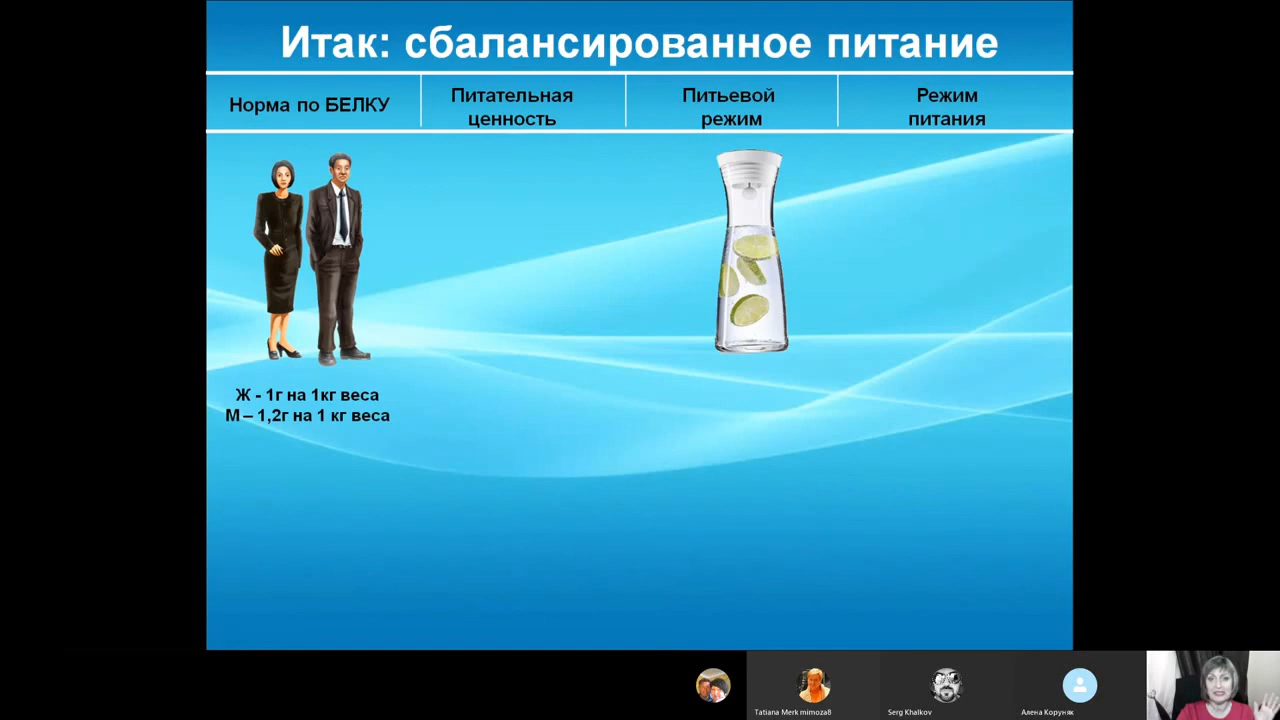 Итак: сбалансированное питание
Норма по БЕЛКУ
Питательная
ценность
Питьевой
режим
Режим
питания
Ж - 1г на 1кг веса
М – 1,2г на 1 кг веса
Tatiana Merk mimoza8
Serg Khalkov
Алена Коруняк